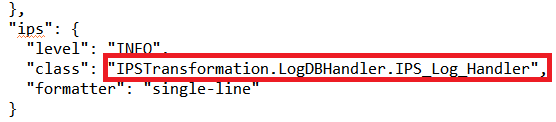 },
"ips": {
"level": "INFO",
"class": "IPSTransformation.LogDBHandler.IPS_Log_Handler",
"formatter": "single-line"
}